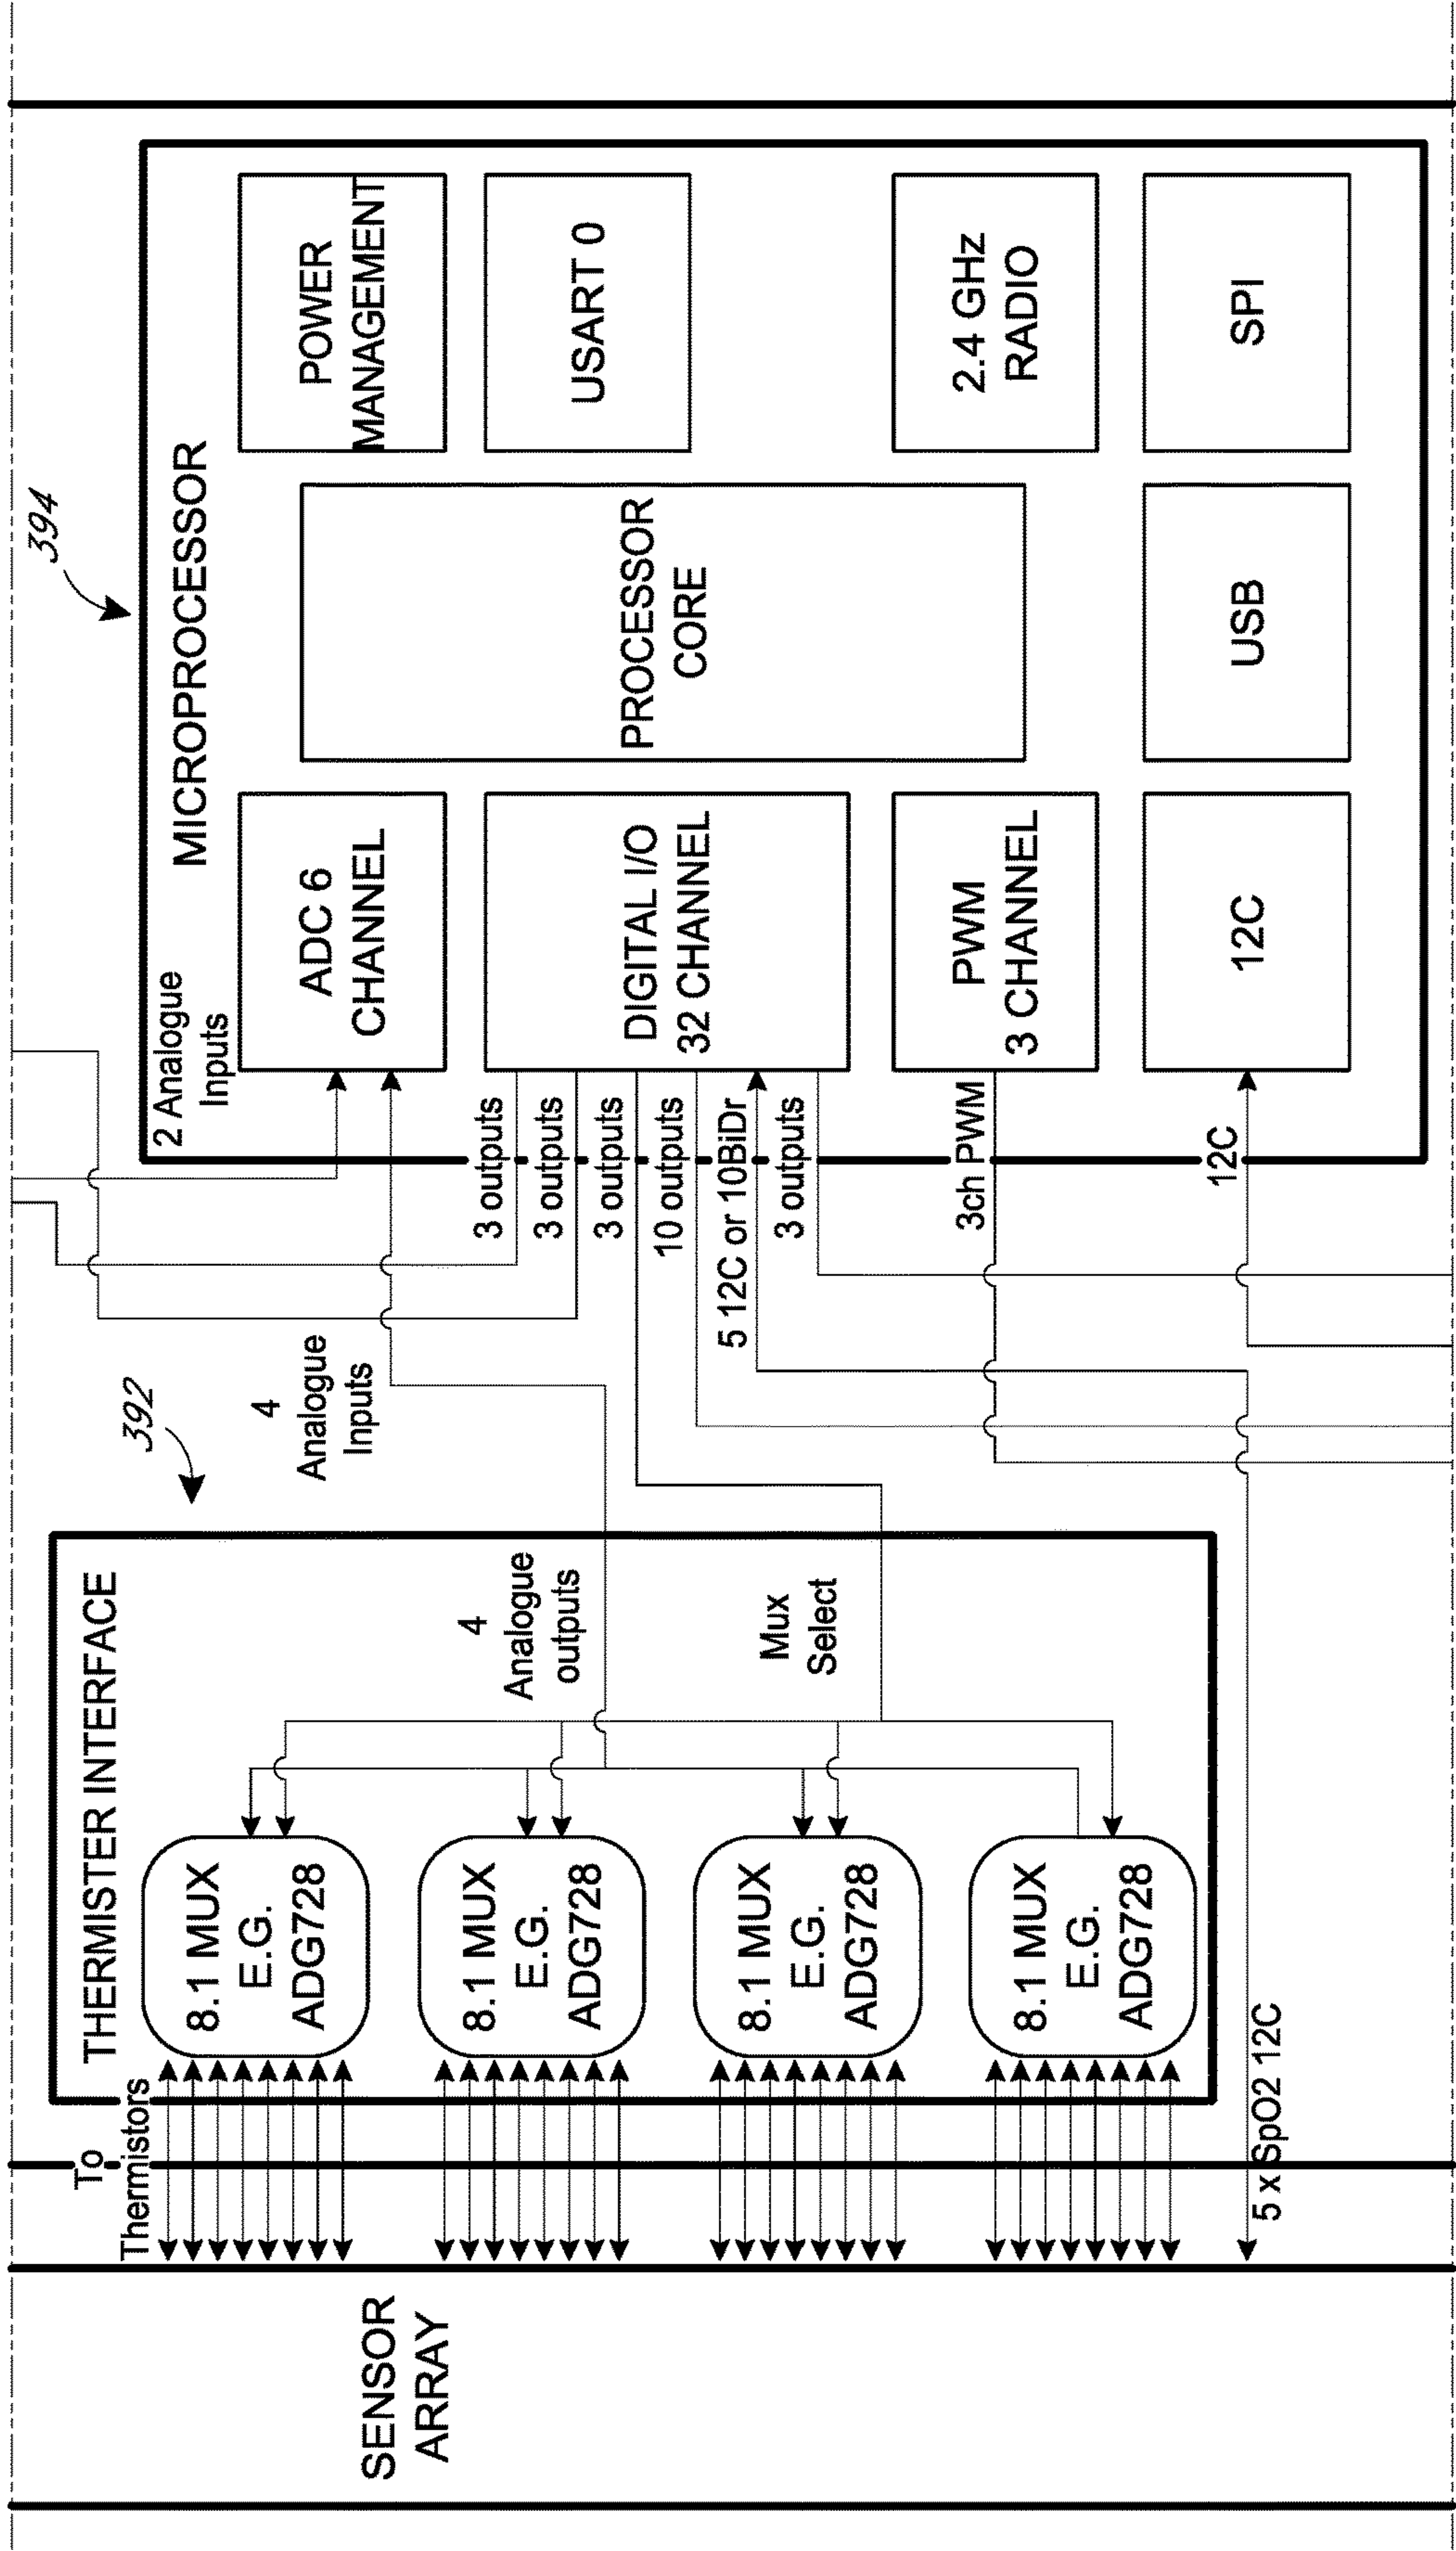 SENSOR
ARRAY
To
Thermistors
THERMISTER INTERFACE
8.1 MUX
E.G.
ADG728
8.1 MUX
E.G.
ADG728
8.1 MUX
E.G.
ADG728
8.1 MUX
E.G.
ADG728
5 x SpO2 12C
4
Analogue
outputs
Mux
Select
392
4
Analogue
Inputs
394
MICROPROCESSOR
2 Analogue
Inputs
3 outputs
3 outputs
3 outputs
10 outputs
5 12C or 10BiDr
3 outputs
3ch PWM
12C
ADC 6
CHANNEL
DIGITAL I/O
32 CHANNEL
PWM
3 CHANNEL
12C
PROCESSOR
CORE
USB
POWER
MANAGEMENT
USART 0
2.4 GHz
RADIO
SPI